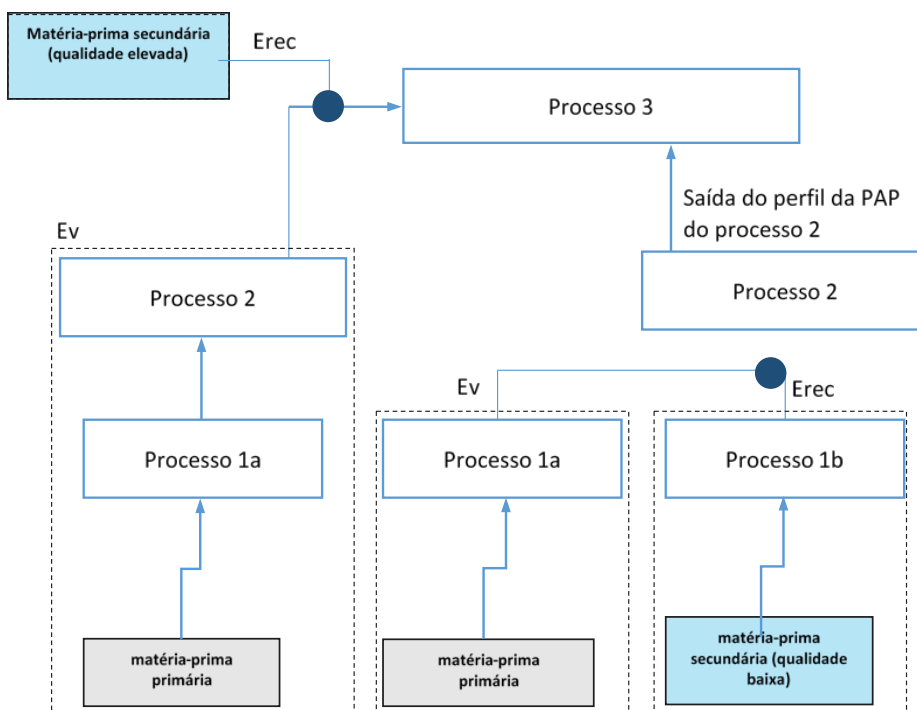 Matéria-prima secundária
(qualidade elevada)
Erec
Processo 3
Saída do perfil da PAP
do processo 2
Ev
Processo 2
Processo 2
Ev
Erec
Processo 1a
Processo 1a
Processo 1b
matéria-prima
primária
matéria-prima
primária
matéria-prima
secundária (qualidade
baixa)